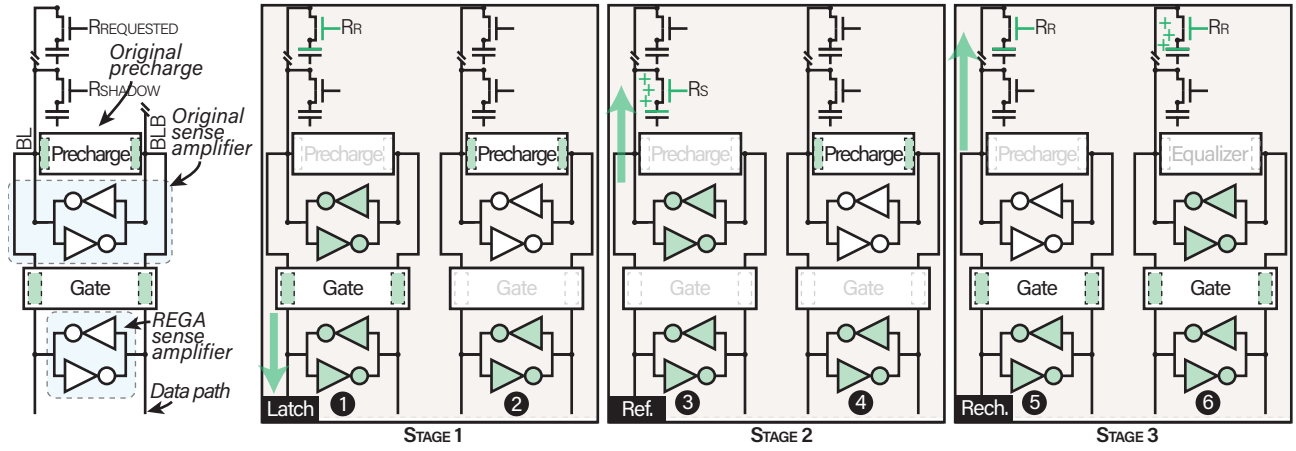 RREQUESTED
Original
precharge
RSHADOW
Original
sense
amplifier
BL
BLB
Precharge
Gate
REGA
sense
amplifier
Data path
RR
Precharge
Gate
Latch
1
Precharge
Gate
2
STAGE 1
RS
Precharge
Gate
Ref.
3
Precharge
Gate
4
STAGE 2
RR
Precharge
Gate
Rech.
5
RR
Equalizer
Gate
6
STAGE 3